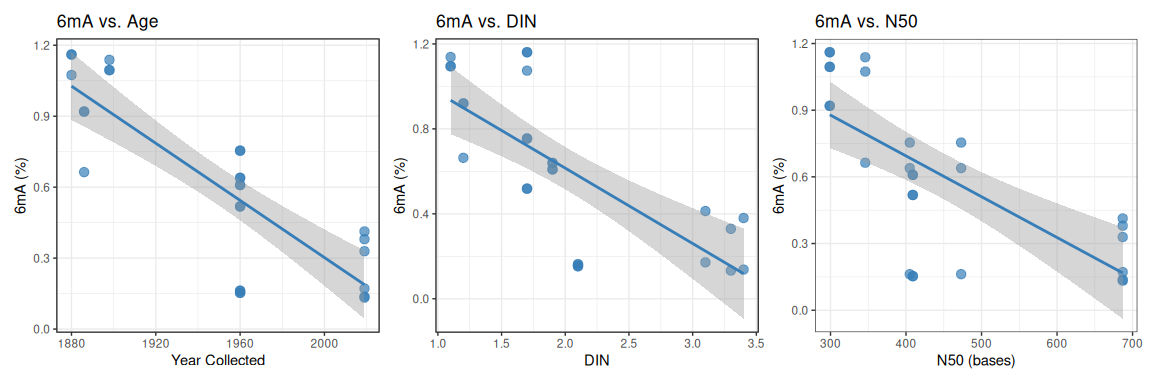 6mA vs. Age
6mA (%)
1.2
0.9
0.6
0.3
0.0
1880 1920 1960 2000
Year Collected
6mA vs. DIN
6mA (%)
1.2
0.8
0.4
0.0
1.0 1.5 2.0 2.5 3.0 3.5
DIN
6mA vs. N50
6mA (%)
1.2
0.9
0.6
0.3
0.0
300 400 500 600 700
N50 (bases)